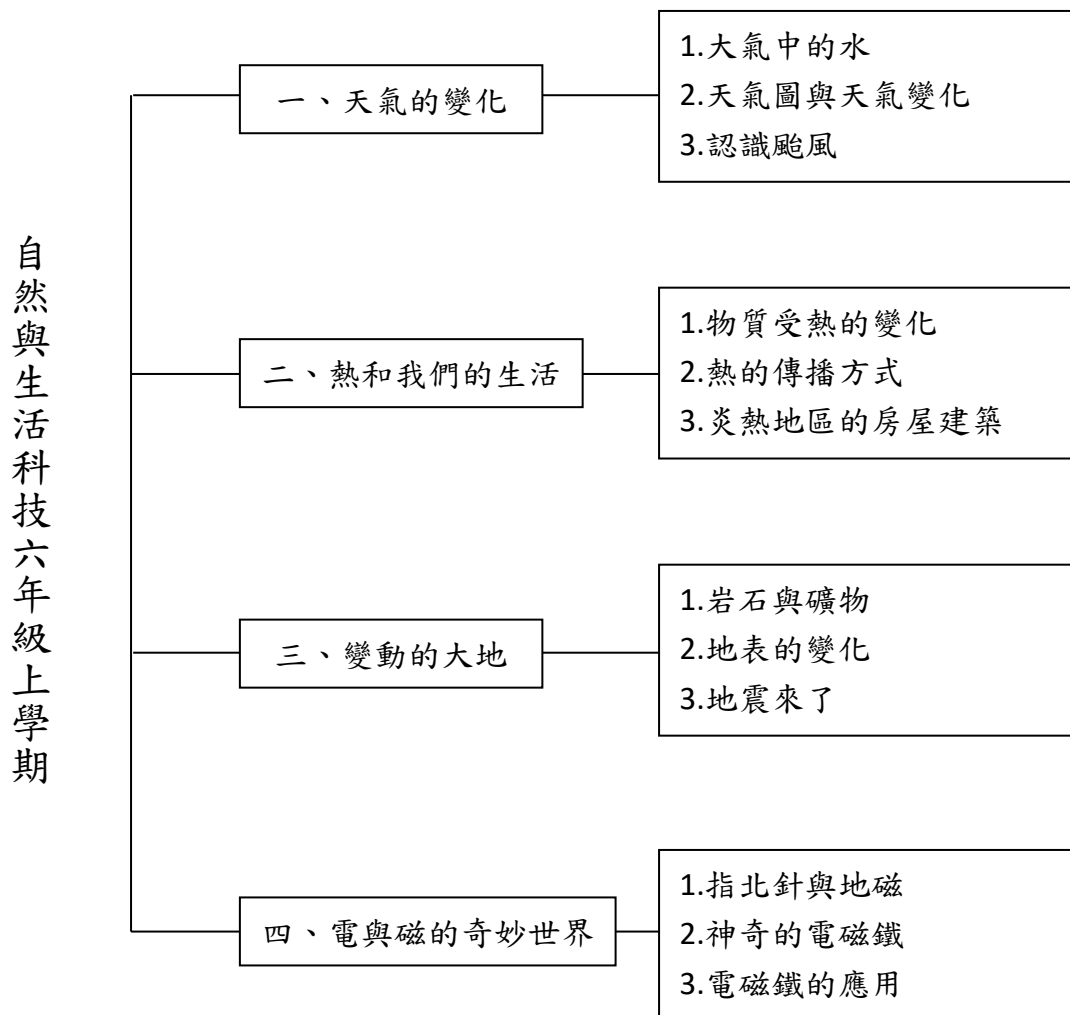 自然與生活科技六年級上學期
一、天氣的變化
1.大氣中的水
2.天氣圖與天氣變化
3.認識颱風
二、熱和我們的生活
1.物質受熱的變化
2.熱的傳播方式
3.炎熱地區的房屋建築
三、變動的大地
1.岩石與礦物
2.地表的變化
3.地震來了
四、電與磁的奇妙世界
1.指北針與地磁
2.神奇的電磁鐵
3.電磁鐵的應用